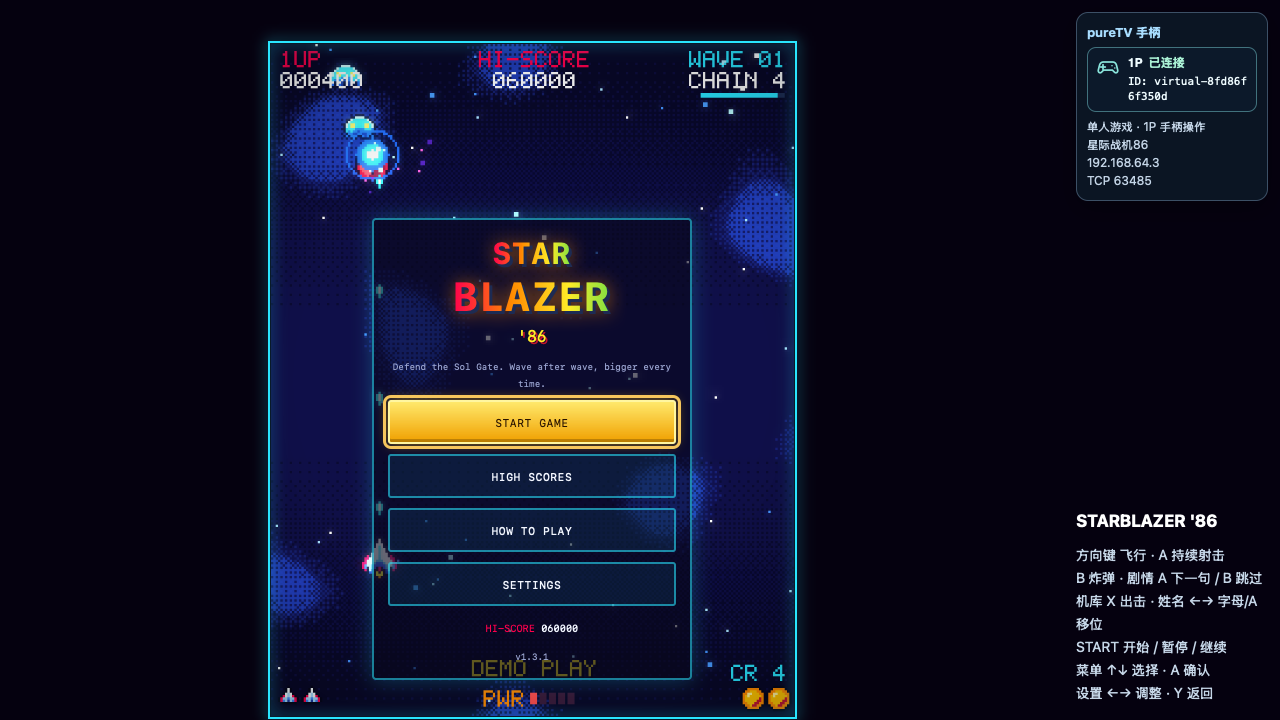 1UP
000400
HI-SCORE
060000
WAVE 01
CHAIN 4
STAR
BLAZER
'86
Defend the Sol Gate. Wave after wave, bigger every
time.
START GAME
HIGH SCORES
HOW TO PLAY
SETTINGS
HI-SCORE 060000
v1.3.1
DEMO PLAY
CR 4
PWR
pureTV 手柄
1P 已连接
ID: virtual-8fd86f
6f350d
单人游戏 · 1P 手柄操作
星际战机86
192.168.64.3
TCP 63485
STARBLAZER '86
方向键 飞行 · A 持续射击
B 炸弹 · 剧情 A 下一句 / B 跳过
机库 X 出击 · 姓名 ←→ 字母/A
移位
START 开始 / 暂停 / 继续
菜单 ↑↓ 选择 · A 确认
设置 ←→ 调整 · Y 返回